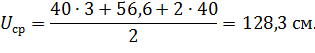 U_ср = (40 · 3 + 56,6 + 2 · 40) / 2 = 128,3 см.